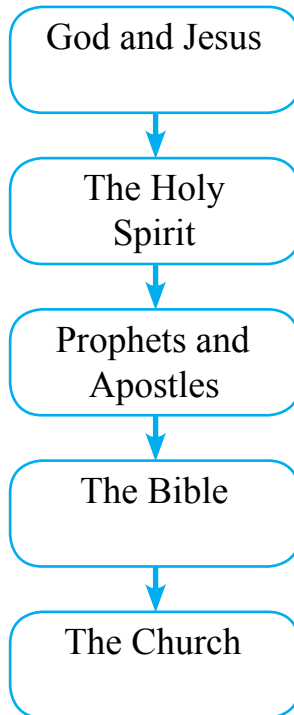 God and Jesus
The Holy
Spirit
Prophets and
Apostles
The Bible
The Church